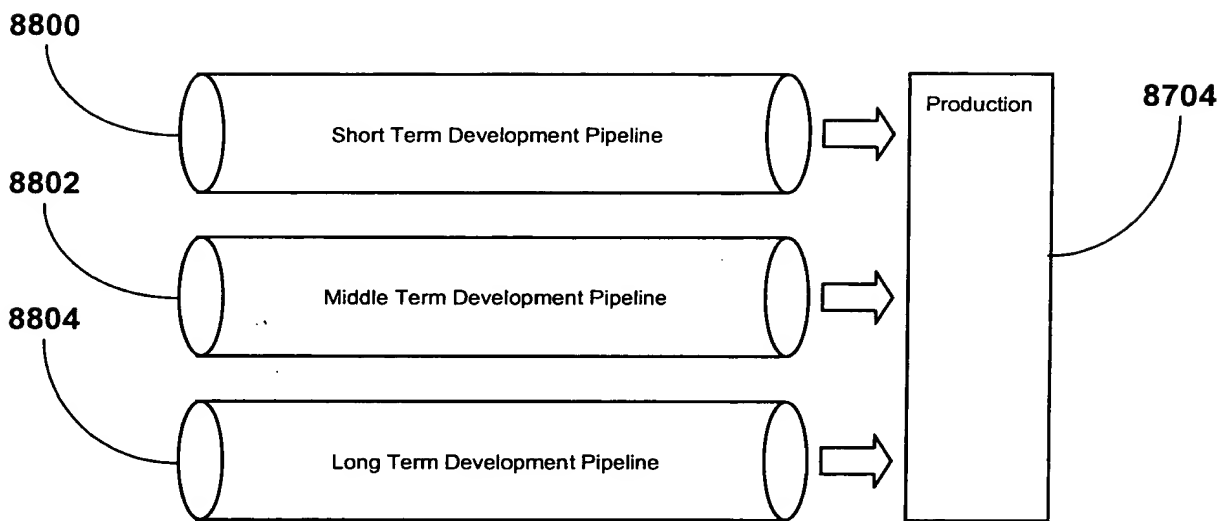 8800
Short Term Development Pipeline
Production
8704
8802
Middle Term Development Pipeline
8804
Long Term Development Pipeline